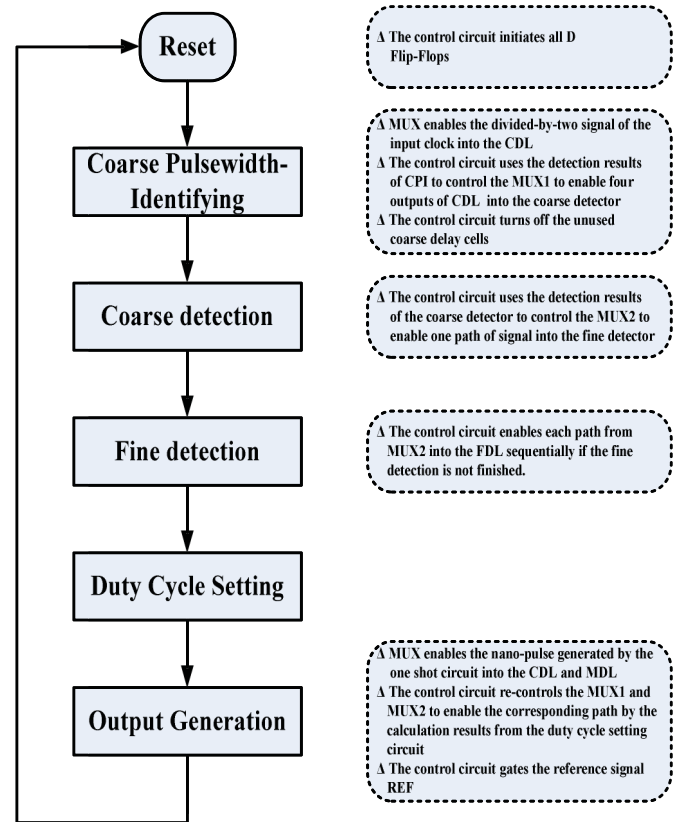 Reset
Δ The control circuit initiates all D
Flip-Flops
Coarse Pulsewidth-
Identifying
Δ MUX enables the divided-by-two signal of the
input clock into the CDL
Δ The control circuit uses the detection results
of CPI to control the MUX1 to enable four
outputs of CDL into the coarse detector
Δ The control circuit turns off the unused
coarse delay cells
Coarse detection
Δ The control circuit uses the detection results
of the coarse detector to control the MUX2 to
enable one path of signal into the fine detector
Fine detection
Δ The control circuit enables each path from
MUX2 into the FDL sequentially if the fine
detection is not finished.
Duty Cycle Setting
Output Generation
Δ MUX enables the nano-pulse generated by the
one shot circuit into the CDL and MDL
Δ The control circuit re-controls the MUX1 and
MUX2 to enable the corresponding path by the
calculation results from the duty cycle setting
circuit
Δ The control circuit gates the reference signal
REF